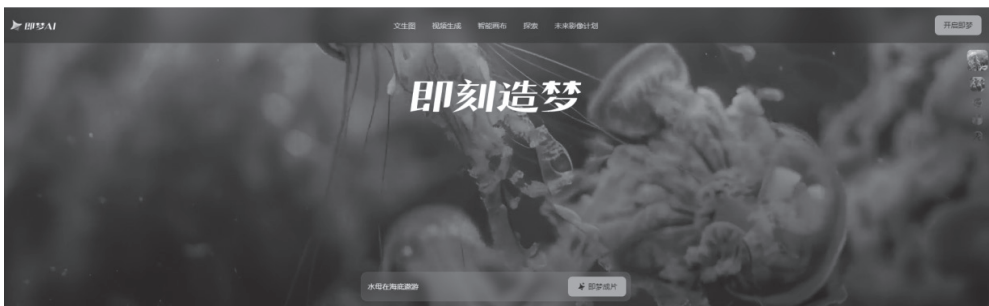 即梦AI
文生图 视频生成 智能画布 探索 未来影像计划
开启即梦
即刻造梦
水母在海底遨游
即梦成片